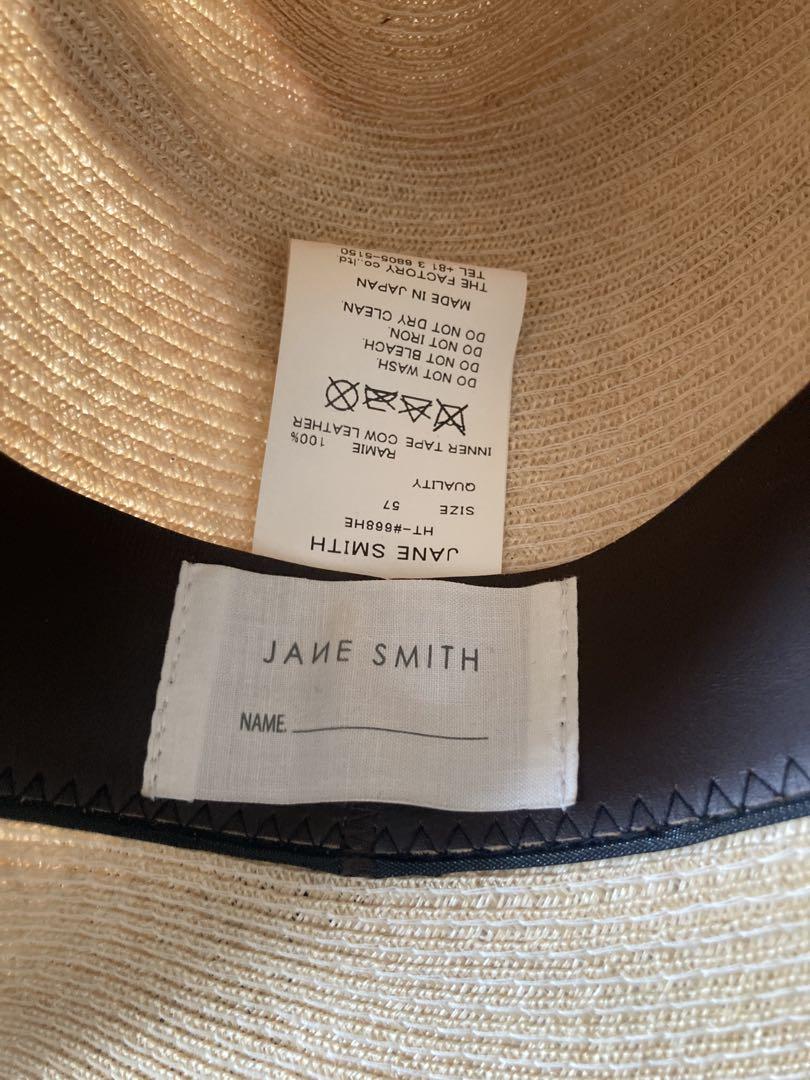 JANE SMITH
HT-#668HE
SIZE 57
QUALITY
RAMIE 100%
INNER TAPE COW LEATHER
DO NOT WASH.
DO NOT BLEACH.
DO NOT IRON.
DO NOT DRY CLEAN.
MADE IN JAPAN
THE FACTORY co.,ltd.
TEL +81 3 6805-5150
JAИE SMITH
NAME.